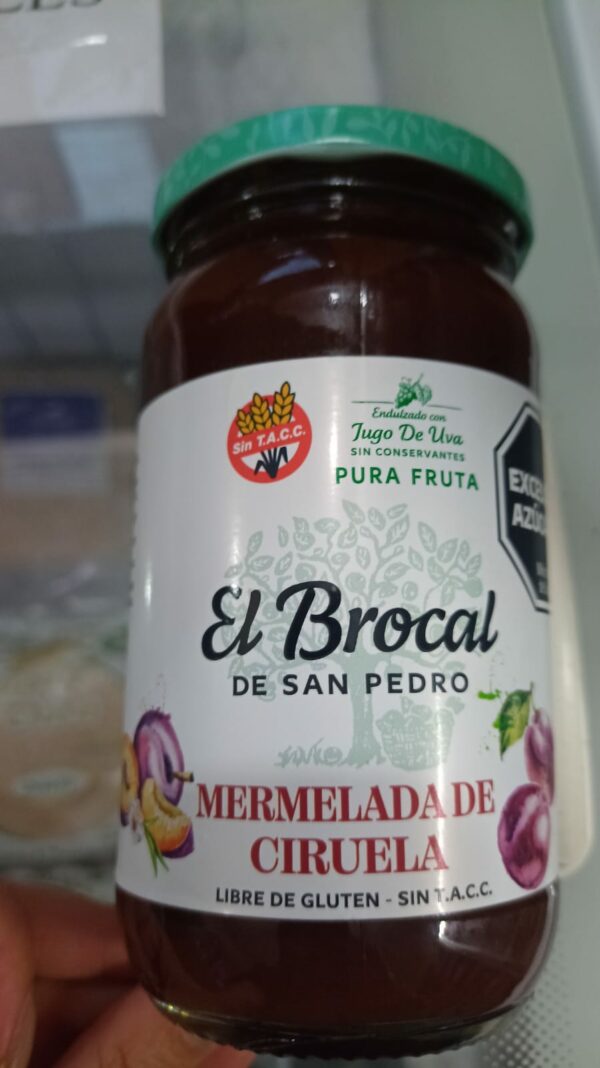 Sin T.A.C.C.
Endulzado con
Jugo De Uva
SIN CONSERVANTES
PURA FRUTA
El Brocal
DE SAN PEDRO
MERMELADA DE
CIRUELA
LIBRE DE GLUTEN - SIN T.A.C.C.